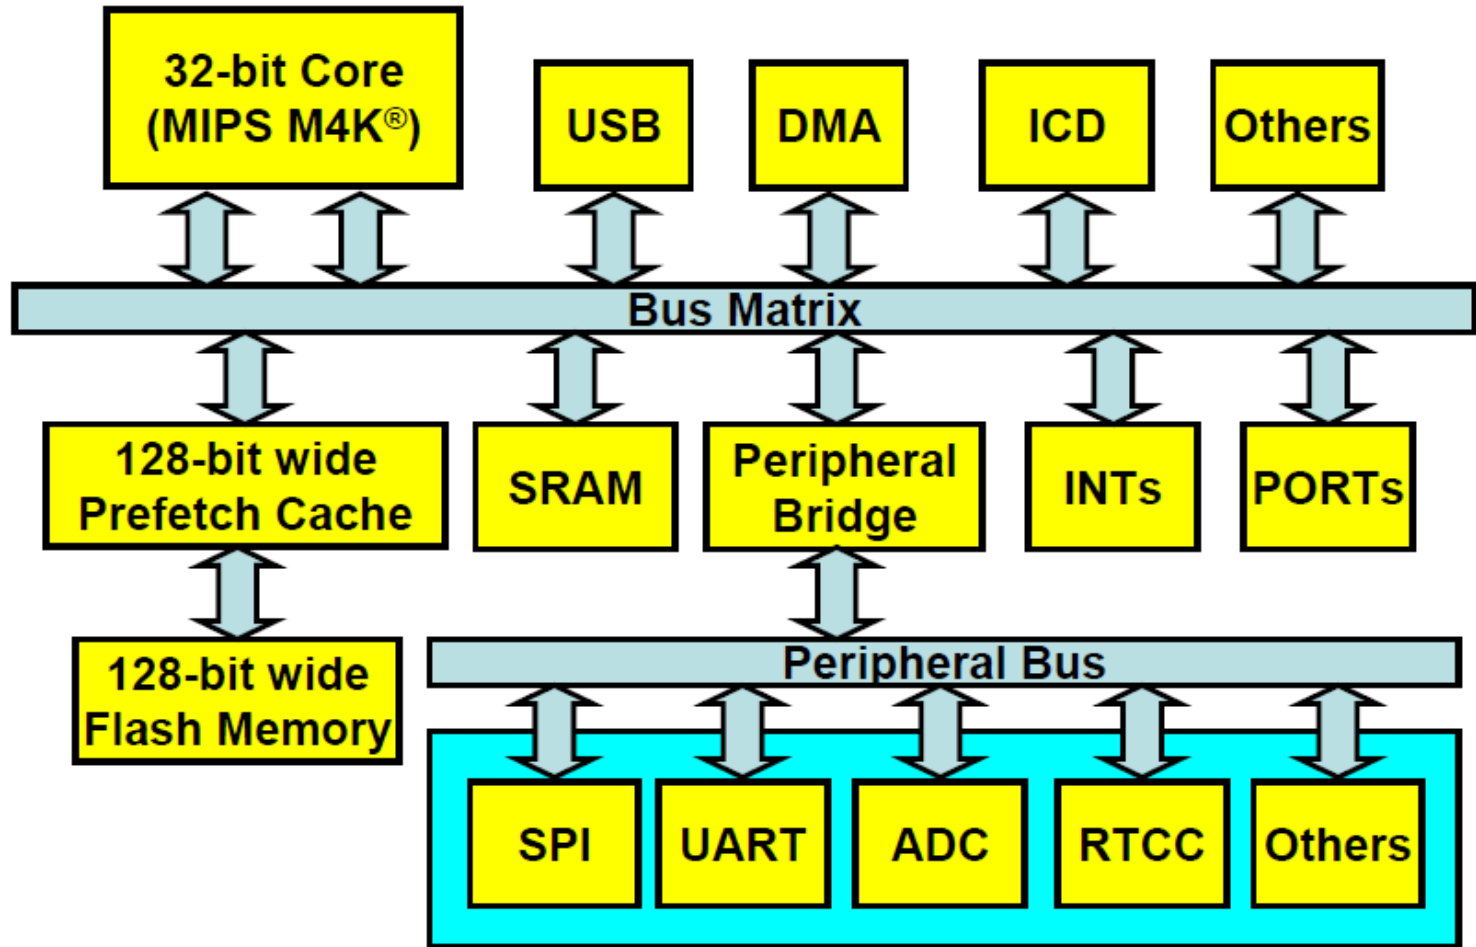 32-bit Core
(MIPS M4K®)
USB
DMA
ICD
Others
Bus Matrix
128-bit wide
Prefetch Cache
SRAM
Peripheral
Bridge
INTs
PORTs
128-bit wide
Flash Memory
Peripheral Bus
SPI
UART
ADC
RTCC
Others